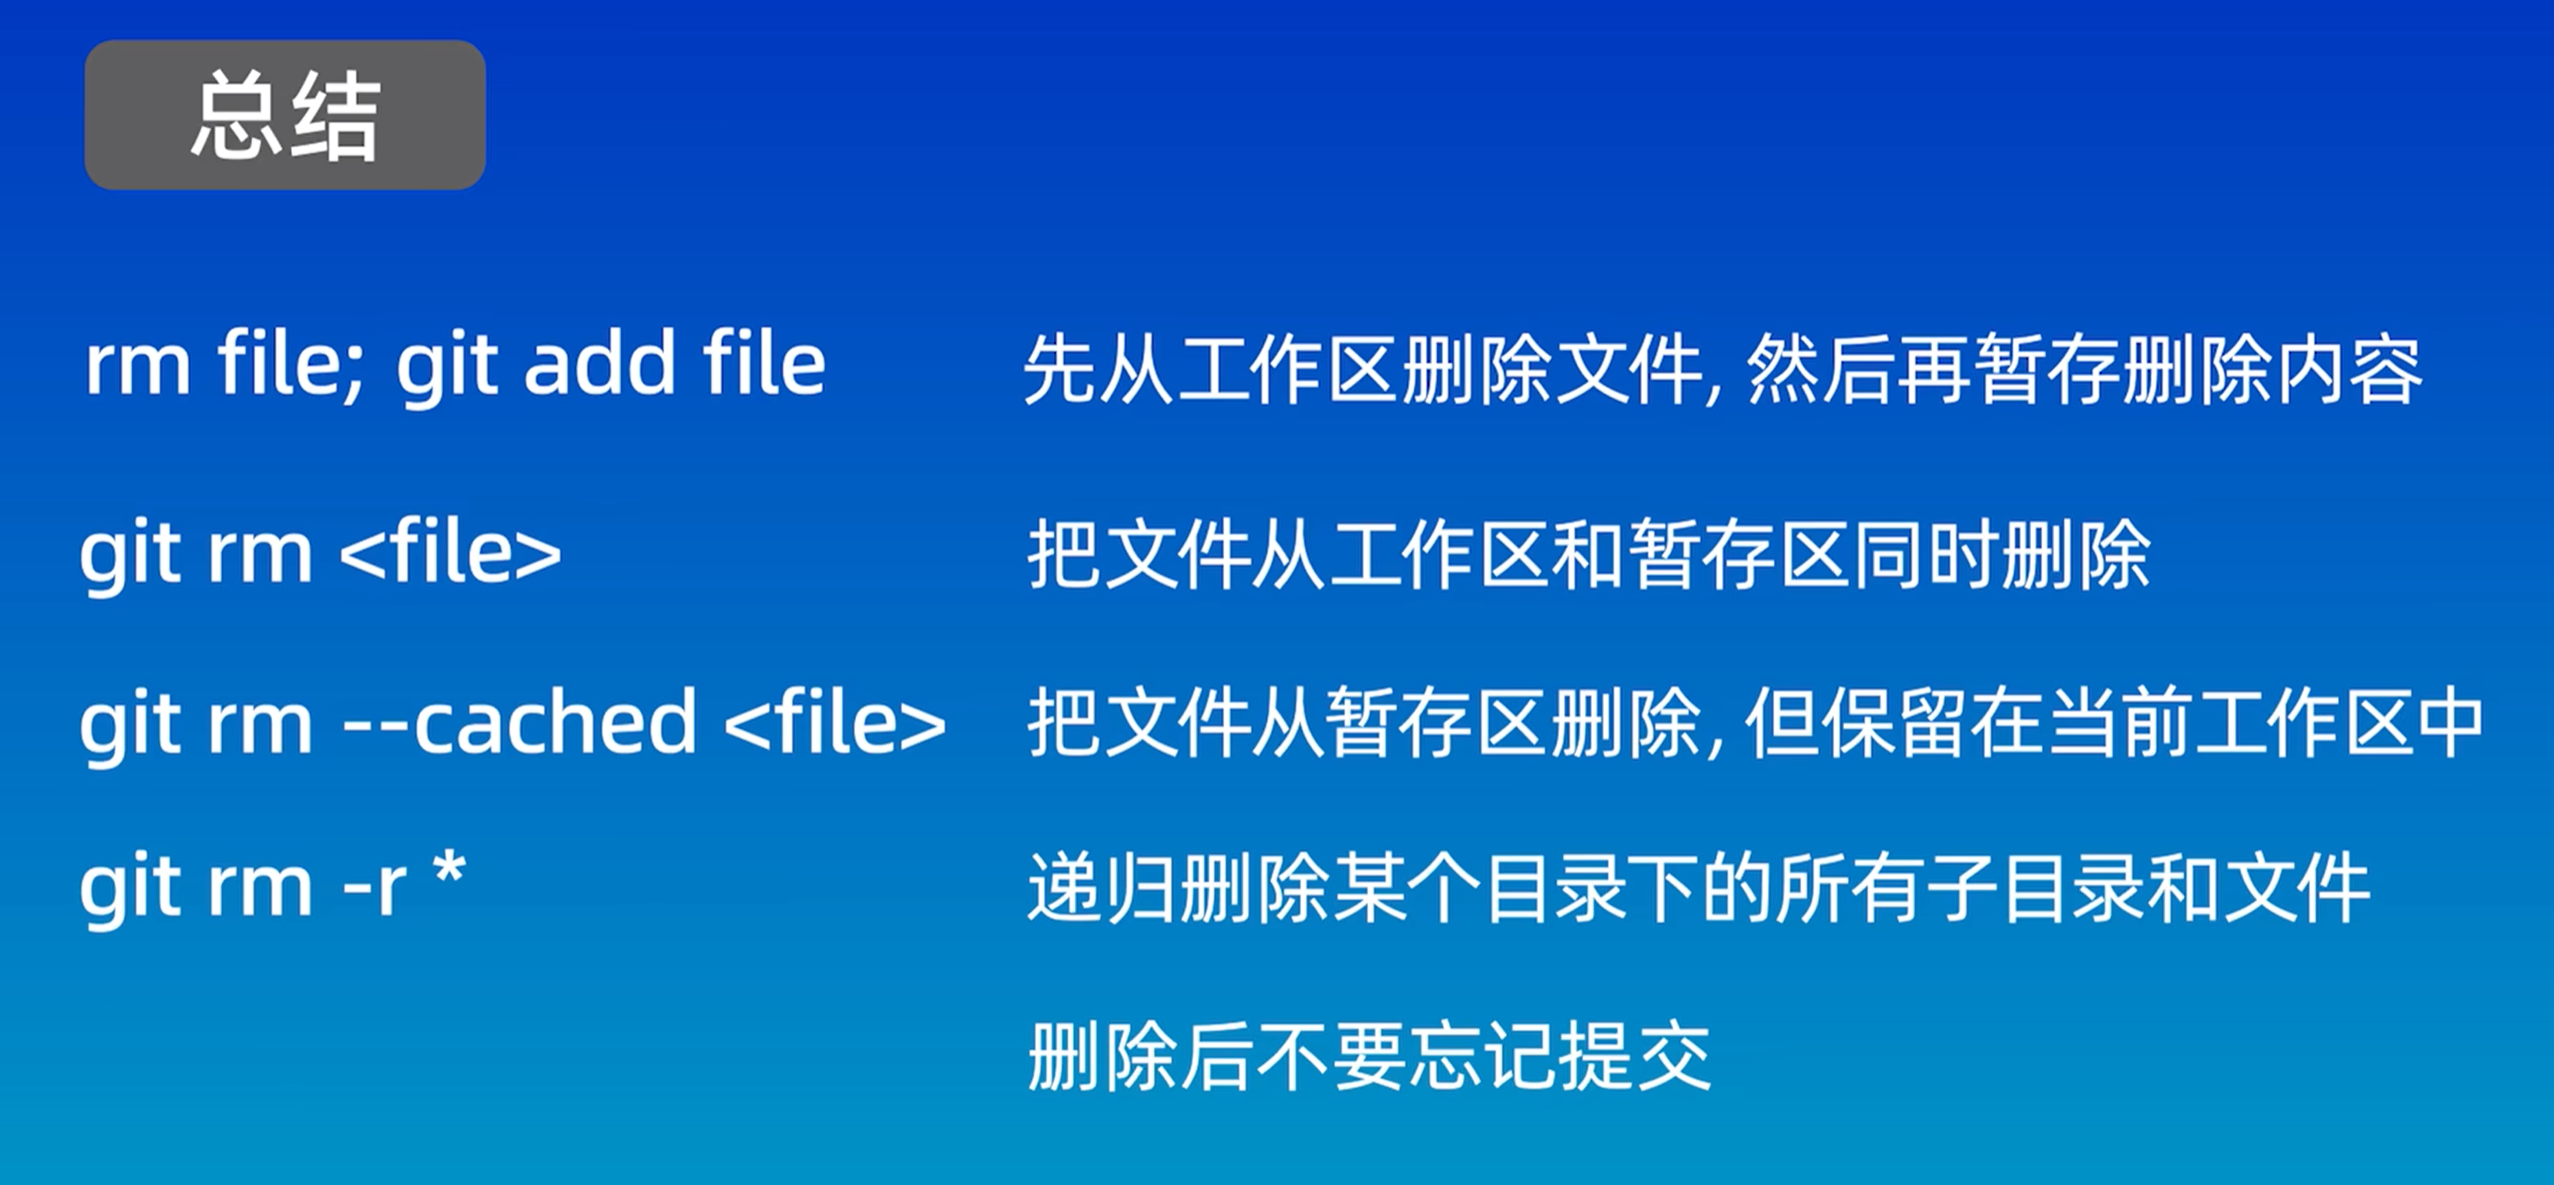 总结
rm file; git add file 先从工作区删除文件, 然后再暂存删除内容
git rm <file> 把文件从工作区和暂存区同时删除
git rm --cached <file> 把文件从暂存区删除, 但保留在当前工作区中
git rm -r * 递归删除某个目录下的所有子目录和文件
删除后不要忘记提交